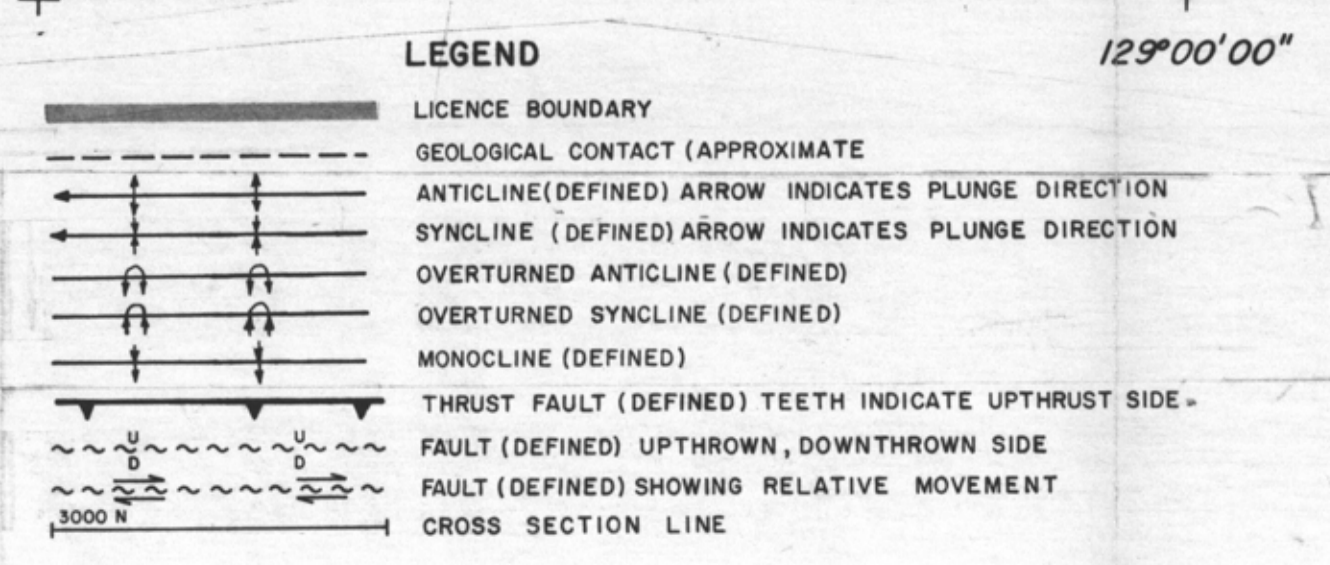 LEGEND
129°00'00"
LICENCE BOUNDARY
GEOLOGICAL CONTACT (APPROXIMATE
ANTICLINE(DEFINED) ARROW INDICATES PLUNGE DIRECTION
SYNCLINE (DEFINED) ARROW INDICATES PLUNGE DIRECTION
OVERTURNED ANTICLINE (DEFINED)
OVERTURNED SYNCLINE (DEFINED)
MONOCLINE (DEFINED)
THRUST FAULT (DEFINED) TEETH INDICATE UPTHRUST SIDE.
U U
FAULT (DEFINED) UPTHROWN, DOWNTHROWN SIDE
D D
FAULT (DEFINED) SHOWING RELATIVE MOVEMENT
3000 N
CROSS SECTION LINE